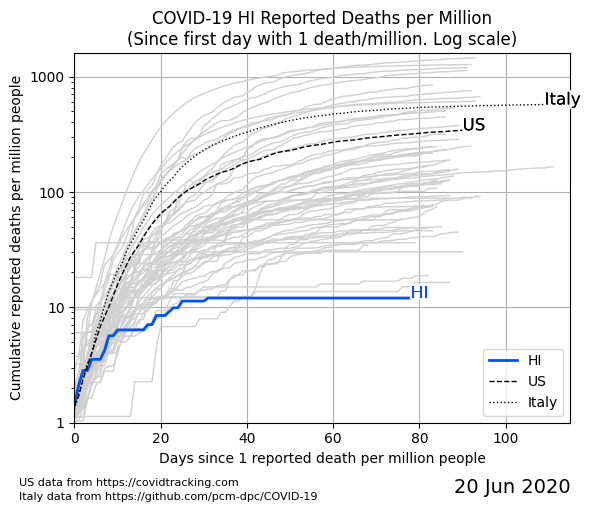 COVID-19 HI Reported Deaths per Million
(Since first day with 1 death/million. Log scale)
Cumulative reported deaths per million people
1000
100
10
1
Italy
US
HI
HI
US
Italy
0 20 40 60 80 100
Days since 1 reported death per million people
US data from https://covidtracking.com
Italy data from https://github.com/pcm-dpc/COVID-19
20 Jun 2020